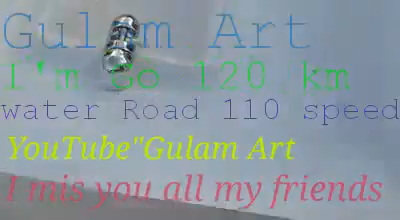 Gulam Art
I'm Go 120 km
water Road 110 speed
YouTube"Gulam Art
I mis you all my friends